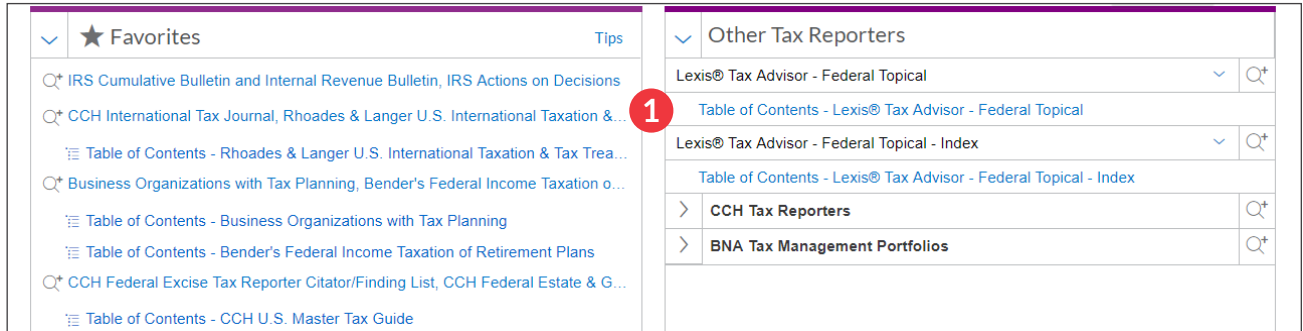 Favorites
Tips
IRS Cumulative Bulletin and Internal Revenue Bulletin, IRS Actions on Decisions
CCH International Tax Journal, Rhoades & Langer U.S. International Taxation &...
Table of Contents - Rhoades & Langer U.S. International Taxation & Tax Trea...
Business Organizations with Tax Planning, Bender's Federal Income Taxation o...
Table of Contents - Business Organizations with Tax Planning
Table of Contents - Bender's Federal Income Taxation of Retirement Plans
CCH Federal Excise Tax Reporter Citator/Finding List, CCH Federal Estate & G...
Table of Contents - CCH U.S. Master Tax Guide
1
Other Tax Reporters
Lexis® Tax Advisor - Federal Topical
Table of Contents - Lexis® Tax Advisor - Federal Topical
Lexis® Tax Advisor - Federal Topical - Index
Table of Contents - Lexis® Tax Advisor - Federal Topical - Index
CCH Tax Reporters
BNA Tax Management Portfolios